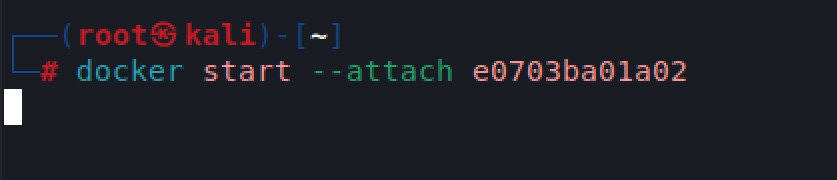 ┌──(root㉿kali)-[~]
└─# docker start --attach e0703ba01a02